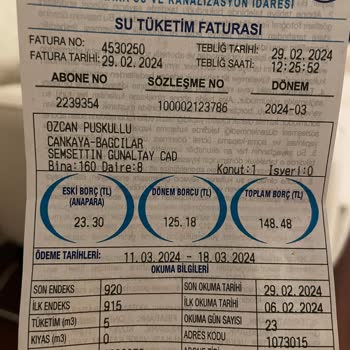 KANALİZASYON İDARESİ
SU TÜKETİM FATURASI
FATURA NO: 4530250 TEBLİĞ TARİHİ: 29.02.2024
FATURA TARİHİ: 29.02.2024 TEBLİĞ SAATİ: 12:25:52
ABONE NO SÖZLEŞME NO DÖNEM
2239354 100002123786 2024-03
OZCAN PUSKULLU
CANKAYA-BAGCILAR
SEMSETTIN GUNALTAY CAD
Bina:160 Daire:8 Konut:1 Isyeri:0
ESKİ BORÇ (TL) DÖNEM BORCU (TL) TOPLAM BORÇ (TL)
(ANAPARA)
23.30 125.18 148.48
ÖDEME TARİHLERİ: 11.03.2024 - 18.03.2024
OKUMA BİLGİLERİ
SON ENDEKS 920 SON OKUMA TARİHİ 29.02.2024
İLK ENDEKS 915 İLK OKUMA TARİHİ 06.02.2024
TÜKETİM (m3) 5 OKUMA GÜN SAYISI 23
KIYAS (m3) 0 ADRES KODU 1073015